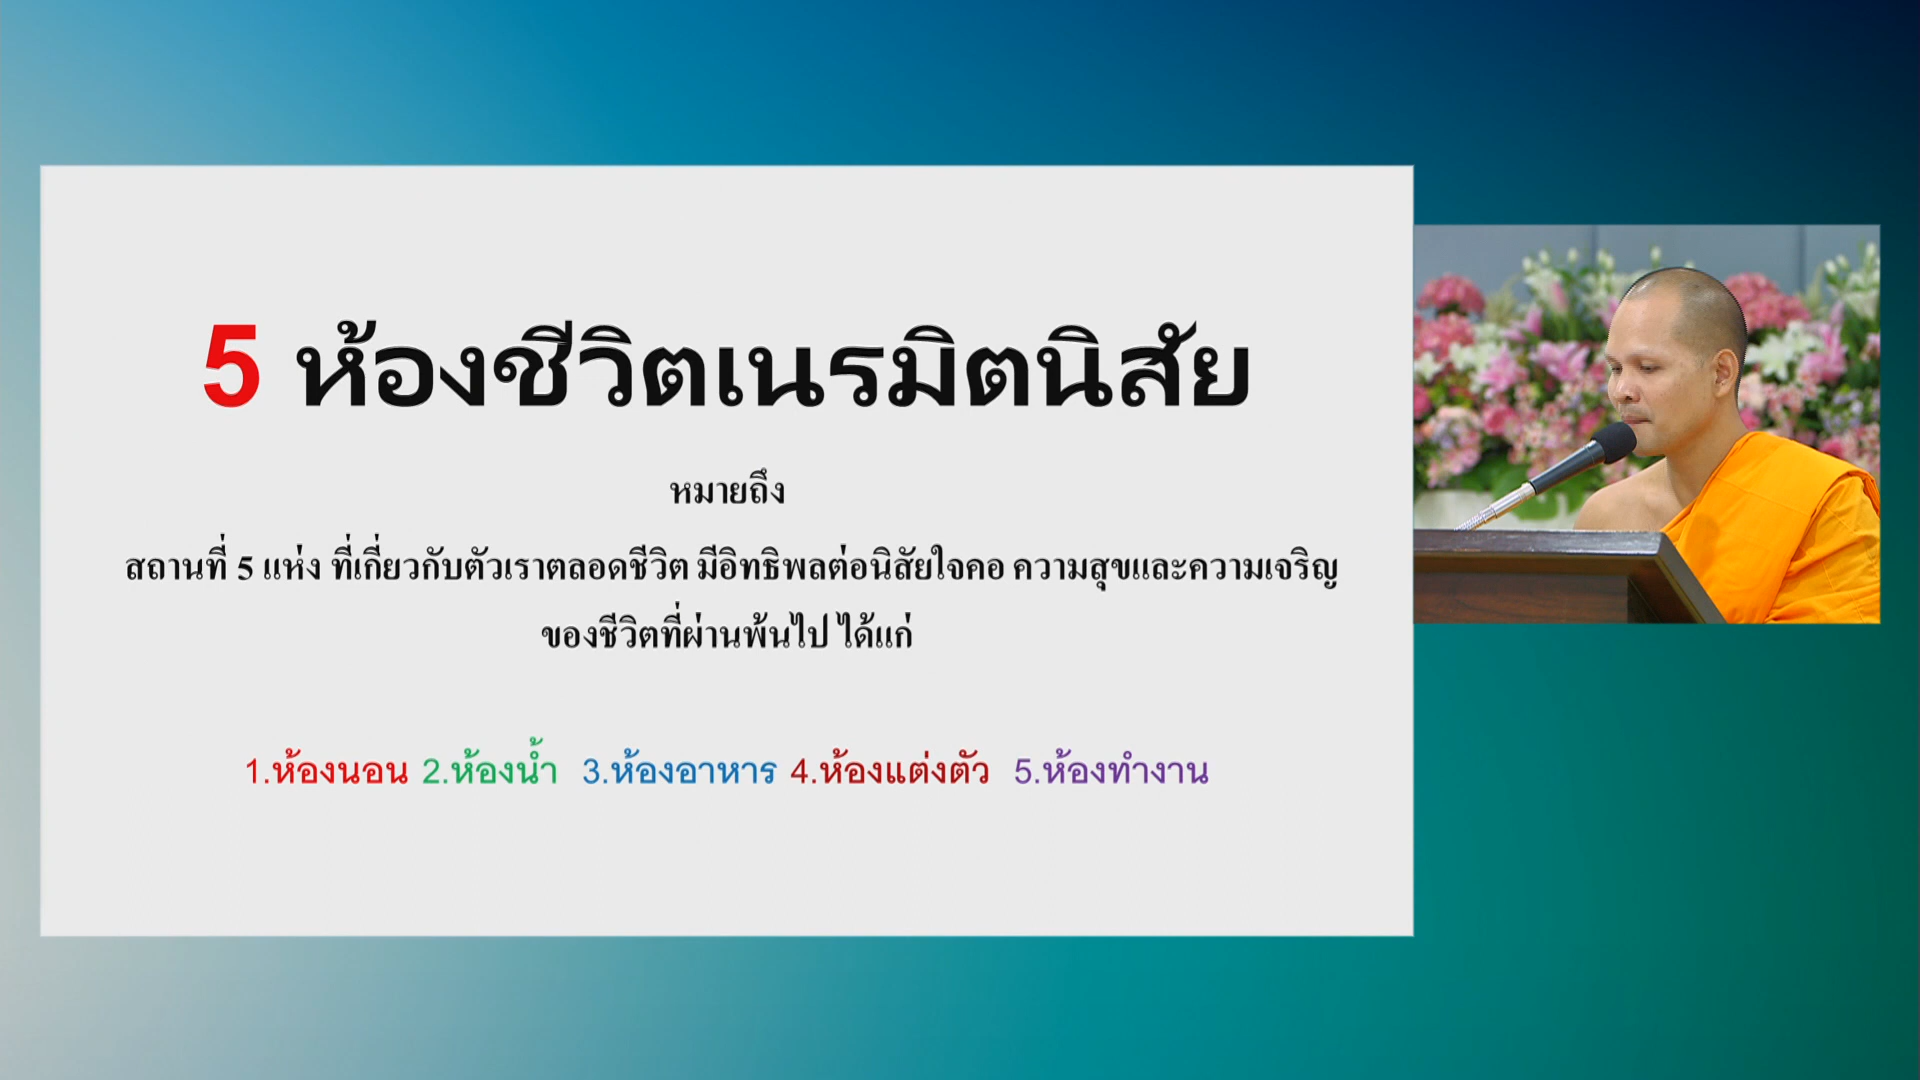 5 ห้องชีวิตเนรมิตนิสัย
หมายถึง
สถานที่ 5 แห่ง ที่เกี่ยวกับตัวเราตลอดชีวิต มีอิทธิพลต่อนิสัยใจคอ ความสุขและความเจริญ
ของชีวิตที่ผ่านพ้นไป ได้แก่
1.ห้องนอน 2.ห้องน้ำ 3.ห้องอาหาร 4.ห้องแต่งตัว 5.ห้องทำงาน